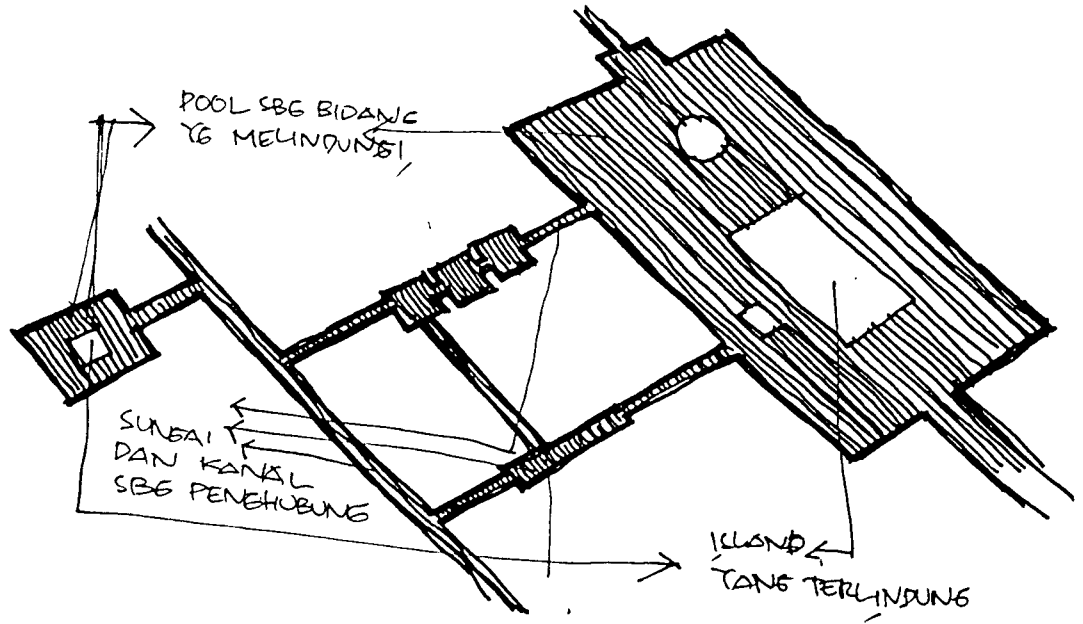 POOL SBG BIDANG
YG MELINDUNGI
SUNGAI
DAN KANAL
SBG PENGHUBUNG
ISLAND
YANG TERLINDUNG